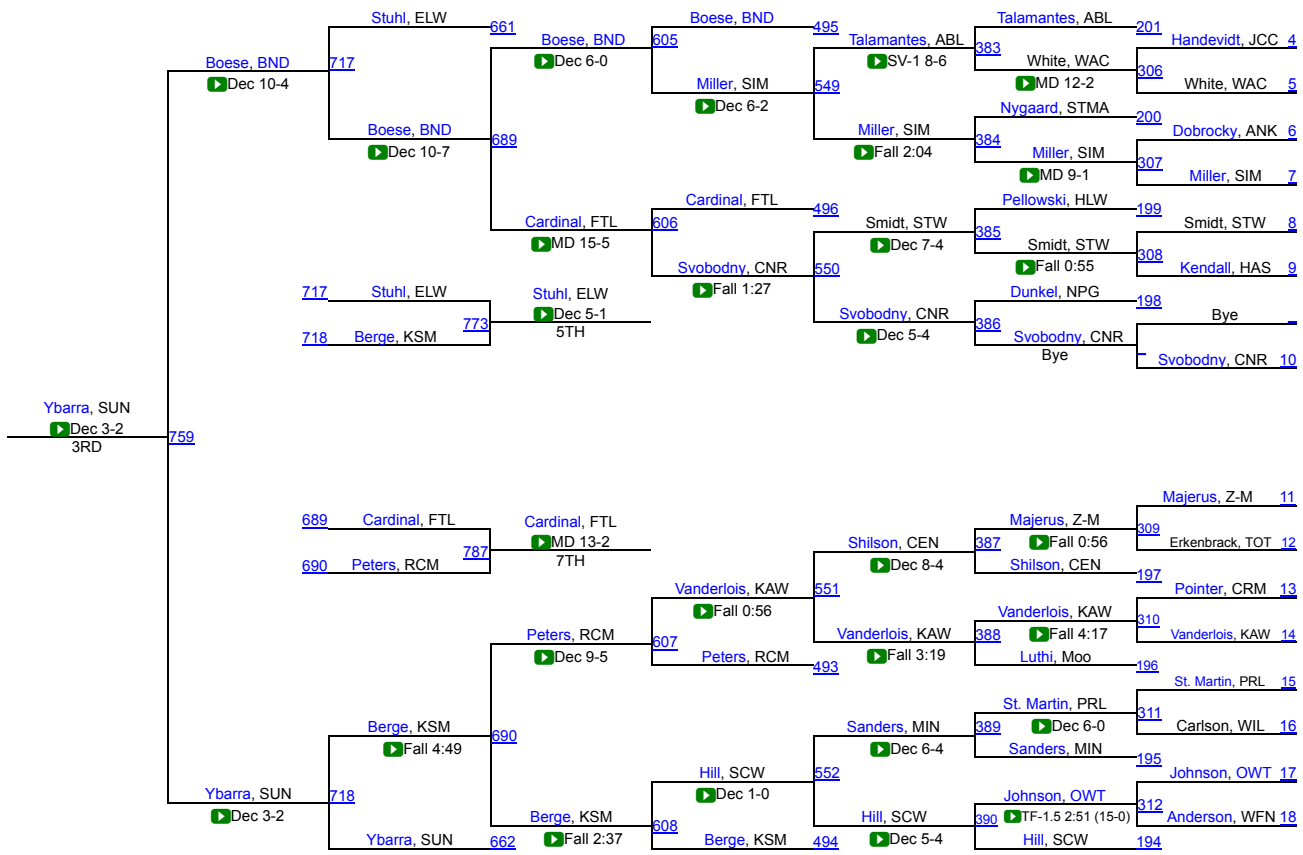 Stuhl, ELW
661
Boese, BND
495
Talamantes, ABL
201
Boese, BND
605
Talamantes, ABL
383
Handevidt, JCC 4
Dec 6-0
SV-1 8-6
White, WAC
306
Boese, BND
717
MD 12-2
Dec 10-4
Miller, SIM
549
White, WAC 5
Dec 6-2
Nygaard, STMA
200
Boese, BND
689
Miller, SIM
384
Dobrocky, ANK 6
Dec 10-7
Fall 2:04
Miller, SIM
307
MD 9-1
Miller, SIM 7
Cardinal, FTL
496
Pellowski, HLW
199
Cardinal, FTL
606
Smidt, STW
385
Smidt, STW 8
MD 15-5
Dec 7-4
Smidt, STW
308
Svobodny, CNR
550
Fall 0:55
Kendall, HAS 9
Fall 1:27
717
Stuhl, ELW
Stuhl, ELW
Dunkel, NPG
198
Dec 5-1
773
5TH
Svobodny, CNR
386
Bye
718
Berge, KSM
Dec 5-4
Svobodny, CNR
Bye
Svobodny, CNR 10
Ybarra, SUN
Dec 3-2
759
3RD
Majerus, Z-M 11
689
Cardinal, FTL
Cardinal, FTL
Majerus, Z-M
309
MD 13-2
Shilson, CEN
387
Fall 0:56
Erkenbrack, TOT 12
787
7TH
Dec 8-4
690
Peters, RCM
Shilson, CEN
197
Vanderlois, KAW
551
Pointer, CRM 13
Fall 0:56
Vanderlois, KAW
310
Peters, RCM
607
Vanderlois, KAW
388
Fall 4:17
Vanderlois, KAW 14
Dec 9-5
Fall 3:19
Peters, RCM
493
Luthi, Moo
196
St. Martin, PRL 15
St. Martin, PRL
311
Berge, KSM
690
Sanders, MIN
389
Dec 6-0
Carlson, WIL 16
Fall 4:49
Dec 6-4
Sanders, MIN
195
Hill, SCW
552
Johnson, OWT 17
Dec 1-0
Ybarra, SUN
718
Johnson, OWT
312
Dec 3-2
Berge, KSM
608
Hill, SCW
390
TF-1.5 2:51 (15-0)
Anderson, WFN 18
Fall 2:37
Dec 5-4
Ybarra, SUN
662
Berge, KSM
494
Hill, SCW
194